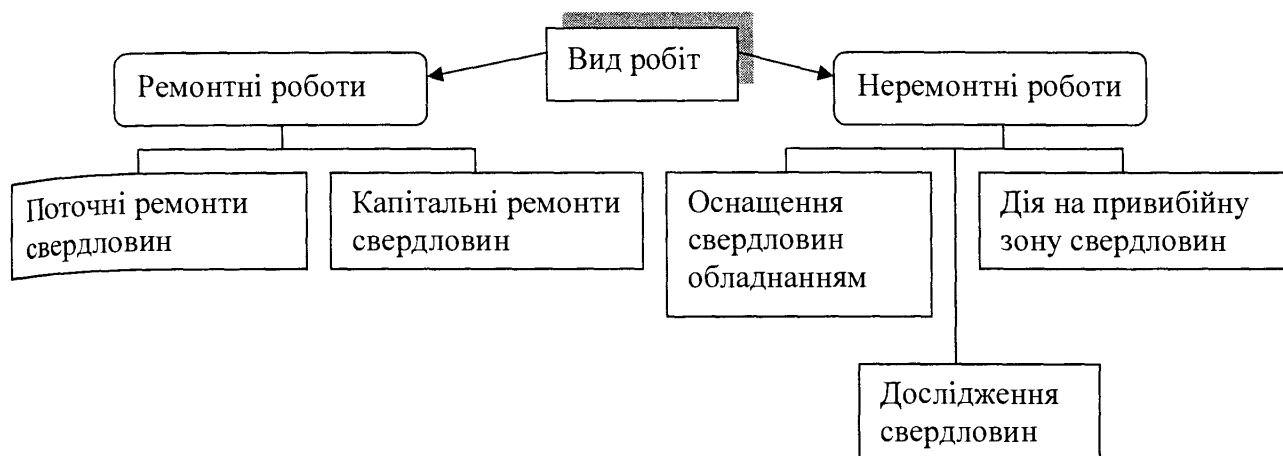 Вид робіт
Ремонтні роботи
Неремонтні роботи
Поточні ремонти
свердловин
Капітальні ремонти
свердловин
Оснащення
свердловин
обладнанням
Дія на привибійну
зону свердловин
Дослідження
свердловин